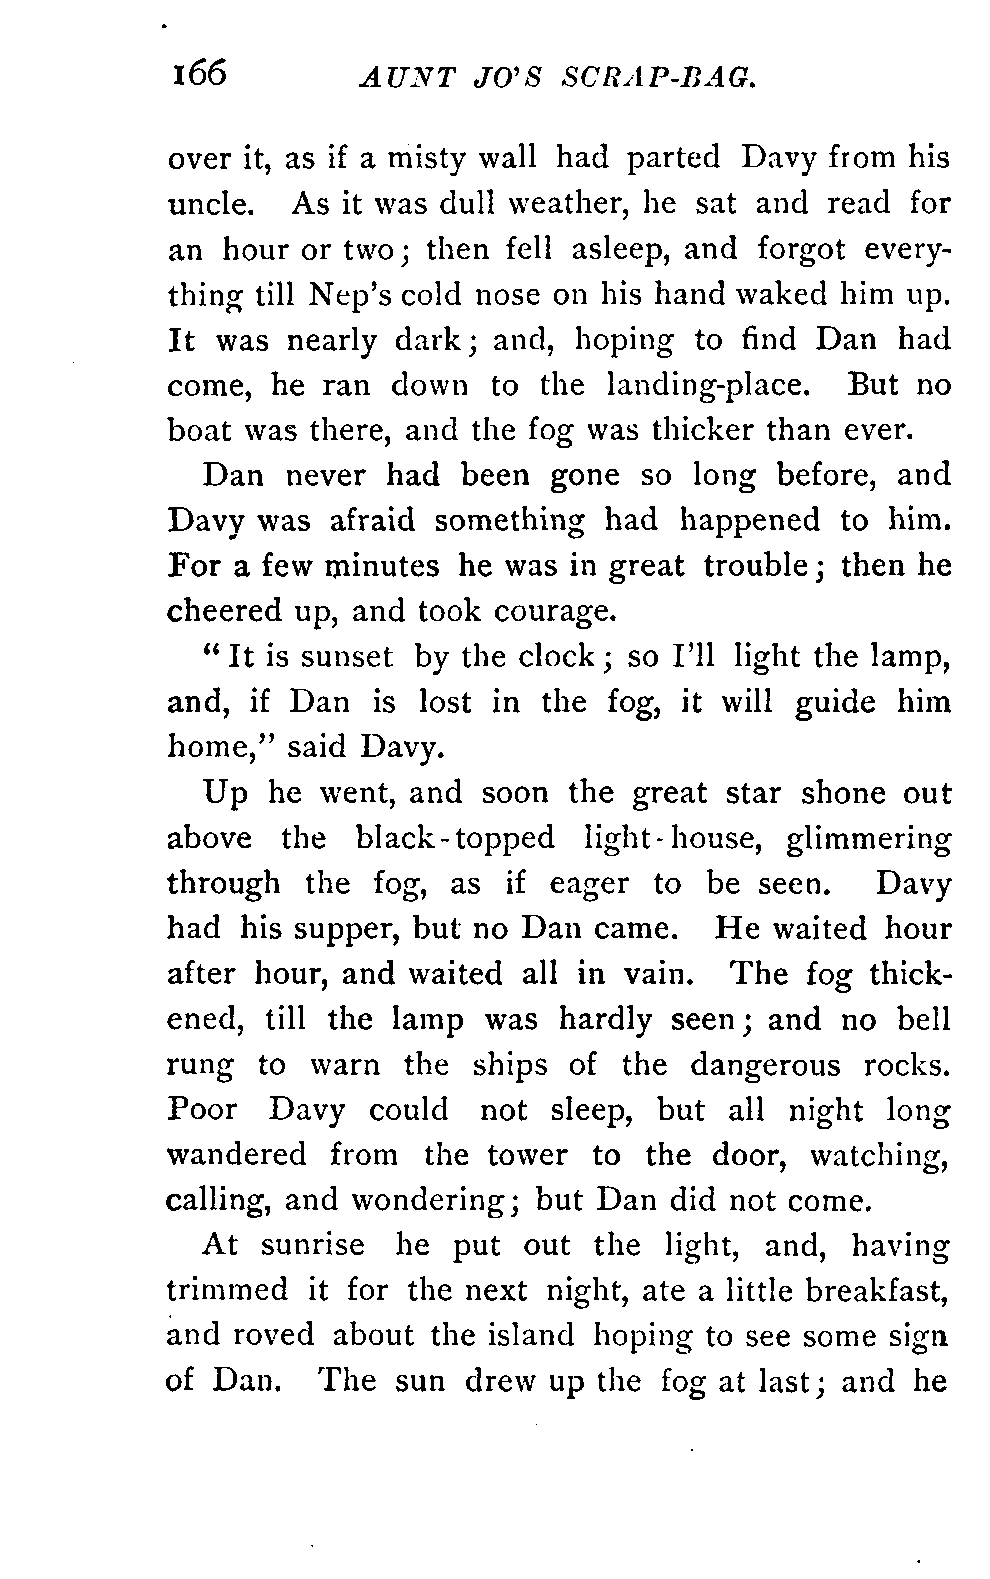 166 AUNT JO'S SCRAP-BAG.
over it, as if a misty wall had parted Davy from his
uncle. As it was dull weather, he sat and read for
an hour or two; then fell asleep, and forgot every-
thing till Nep's cold nose on his hand waked him up.
It was nearly dark; and, hoping to find Dan had
come, he ran down to the landing-place. But no
boat was there, and the fog was thicker than ever.
Dan never had been gone so long before, and
Davy was afraid something had happened to him.
For a few minutes he was in great trouble; then he
cheered up, and took courage.
"It is sunset by the clock; so I'll light the lamp,
and, if Dan is lost in the fog, it will guide him
home," said Davy.
Up he went, and soon the great star shone out
above the black-topped light-house, glimmering
through the fog, as if eager to be seen. Davy
had his supper, but no Dan came. He waited hour
after hour, and waited all in vain. The fog thick-
ened, till the lamp was hardly seen; and no bell
rung to warn the ships of the dangerous rocks.
Poor Davy could not sleep, but all night long
wandered from the tower to the door, watching,
calling, and wondering; but Dan did not come.
At sunrise he put out the light, and, having
trimmed it for the next night, ate a little breakfast,
and roved about the island hoping to see some sign
of Dan. The sun drew up the fog at last; and he